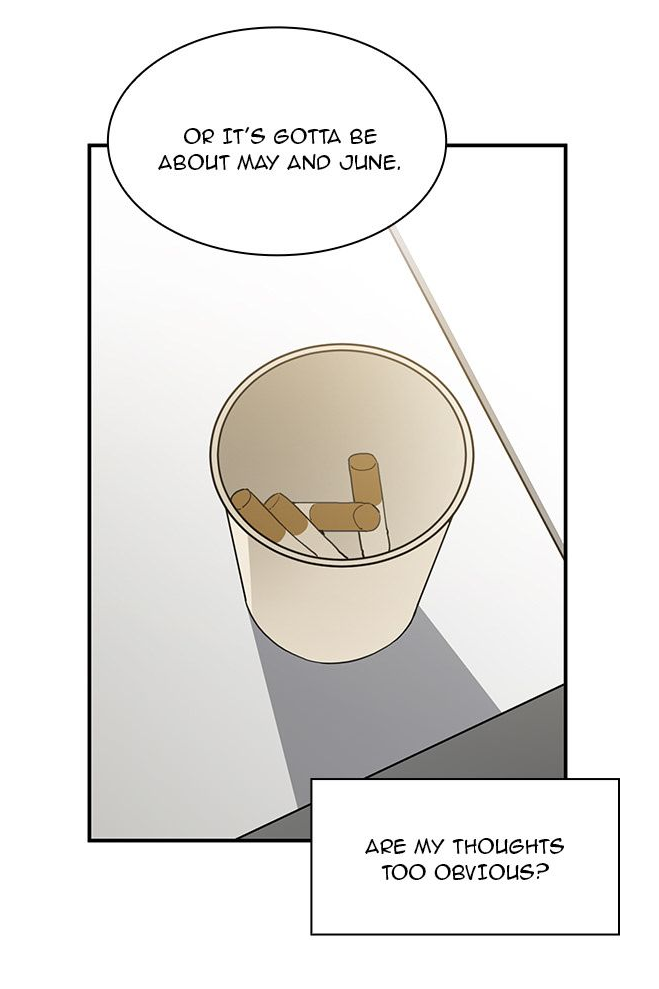 OR IT'S GOTTA BE
ABOUT MAY AND JUNE.
ARE MY THOUGHTS
TOO OBVIOUS?